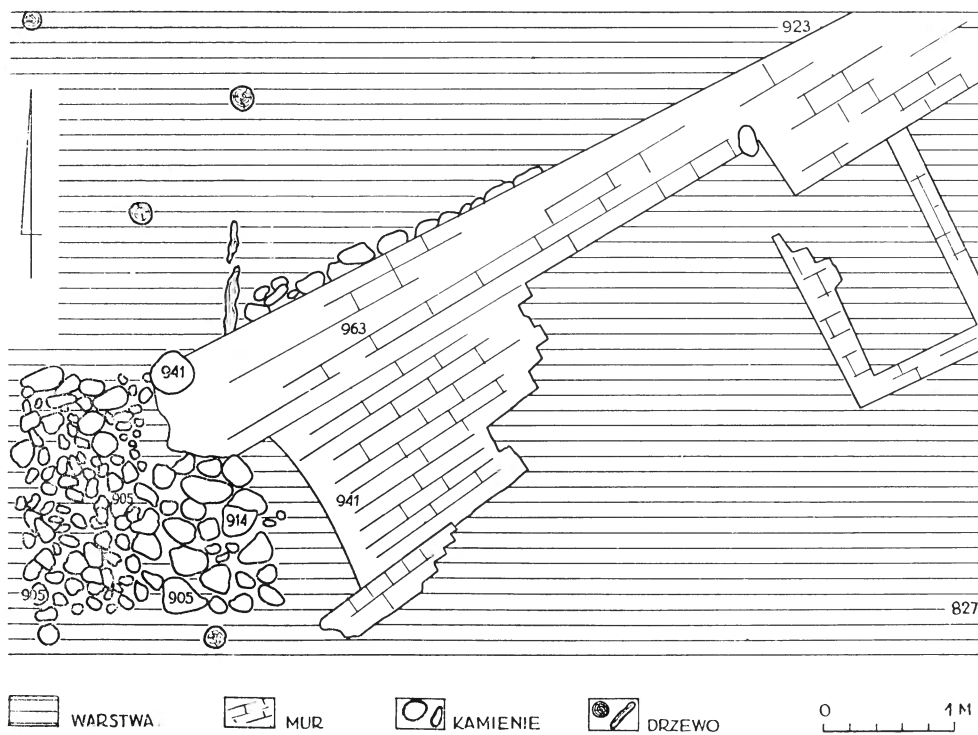 923
963
941
941
905
914
905
905
827
WARSTWA
MUR
KAMIENIE
DRZEWO
0 1 M